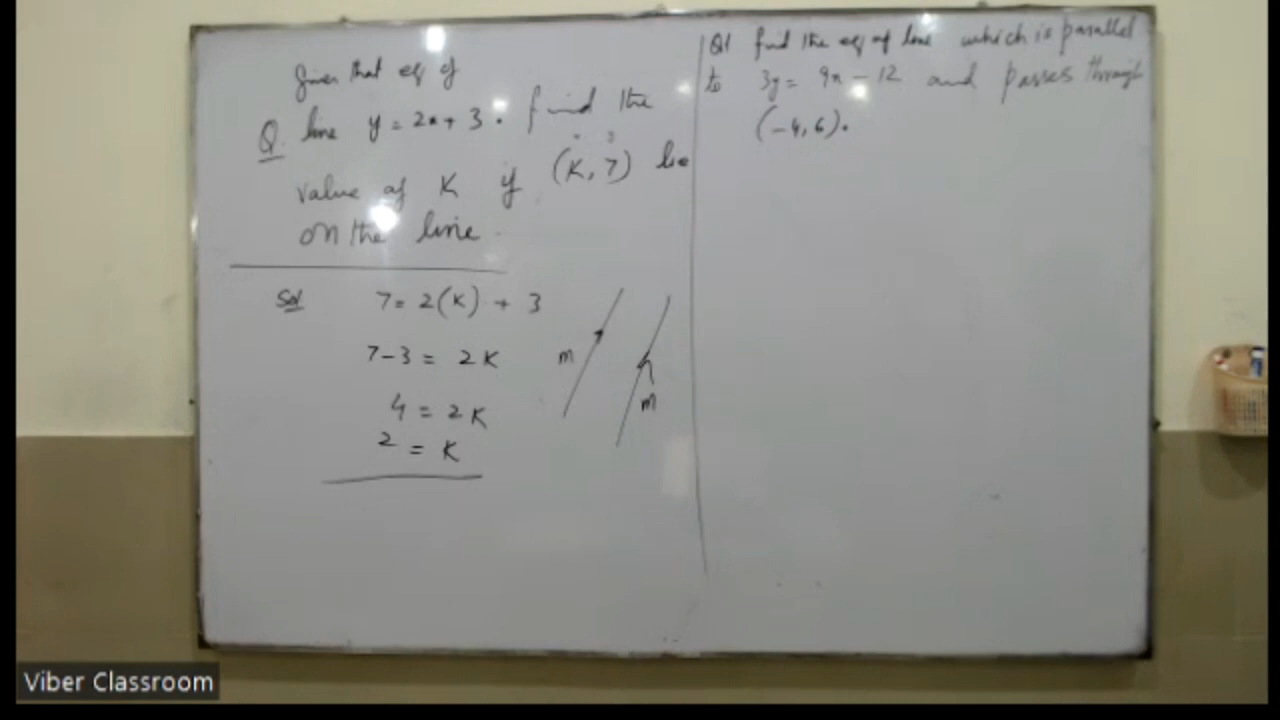 Given that eq of
Q. line y = 2x + 3 . find the
value of K if (K, 7) lie
on the line.
Sol 7 = 2(K) + 3
7-3 = 2K
4 = 2K
2 = K
m
m
Q1 find the eq of line which is parallel
to 3y = 9x - 12 and passes through
(-4, 6).
Viber Classroom